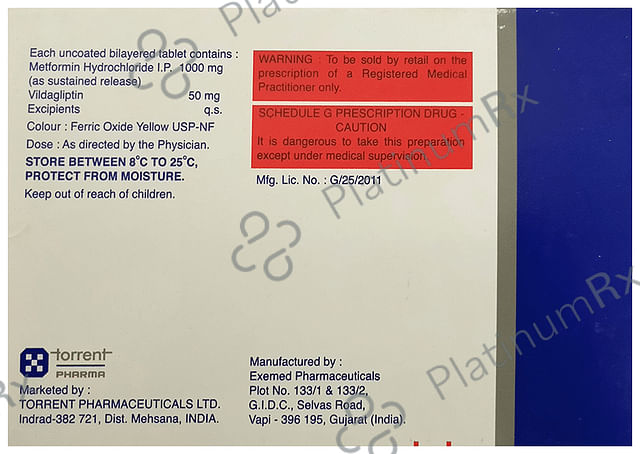 Each uncoated bilayered tablet contains :
Metformin Hydrochloride I.P. 1000 mg
(as sustained release)
Vildagliptin 50 mg
Excipients q.s.
Colour : Ferric Oxide Yellow USP-NF
Dose : As directed by the Physician.
STORE BETWEEN 8°C TO 25°C,
PROTECT FROM MOISTURE.
Keep out of reach of children.
WARNING : To be sold by retail on the
prescription of a Registered Medical
Practitioner only.
SCHEDULE G PRESCRIPTION DRUG -
CAUTION
It is dangerous to take this preparation
except under medical supervision.
Mfg. Lic. No. : G/25/2011
torrent
PHARMA
Marketed by :
TORRENT PHARMACEUTICALS LTD.
Indrad-382 721, Dist. Mehsana, INDIA.
Manufactured by :
Exemed Pharmaceuticals
Plot No. 133/1 & 133/2,
G.I.D.C., Selvas Road,
Vapi - 396 195, Gujarat (India).
PlatinumRx
PlatinumRx
PlatinumRx
Rx